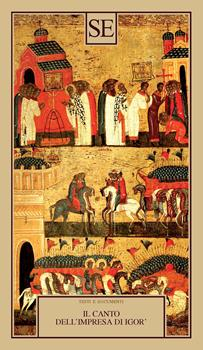 SE
TESTI E DOCUMENTI
IL CANTO
DELL'IMPRESA DI IGOR'